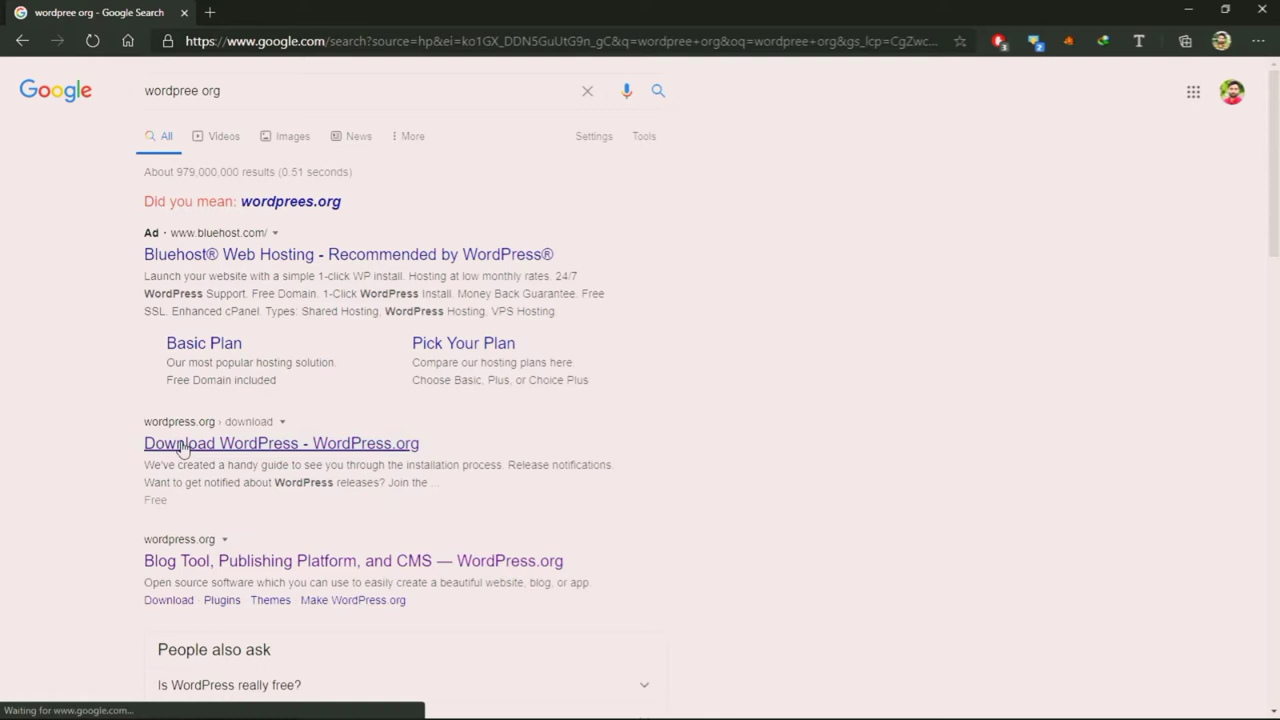 wordpree org - Google Search
https://www.google.com/search?source=hp&ei=ko1GX_DDN5GuUtG9n_gC&q=wordpree+org&oq=wordpree+org&gs_lcp=CgZwc...
3
2
Google
wordpree org
All
Videos
Images
News
More
Settings
Tools
About 979,000,000 results (0.51 seconds)
Did you mean: wordprees.org
Ad · www.bluehost.com/
Bluehost® Web Hosting - Recommended by WordPress®
Launch your website with a simple 1-click WP install. Hosting at low monthly rates. 24/7
WordPress Support. Free Domain. 1-Click WordPress Install. Money Back Guarantee. Free
SSL. Enhanced cPanel. Types: Shared Hosting, WordPress Hosting, VPS Hosting.
Basic Plan
Our most popular hosting solution.
Free Domain included
Pick Your Plan
Compare our hosting plans here.
Choose Basic, Plus, or Choice Plus
wordpress.org › download
Download WordPress - WordPress.org
We've created a handy guide to see you through the installation process. Release notifications.
Want to get notified about WordPress releases? Join the ...
Free
wordpress.org
Blog Tool, Publishing Platform, and CMS — WordPress.org
Open source software which you can use to easily create a beautiful website, blog, or app.
Download Plugins Themes Make WordPress.org
People also ask
Is WordPress really free?
Waiting for www.google.com...